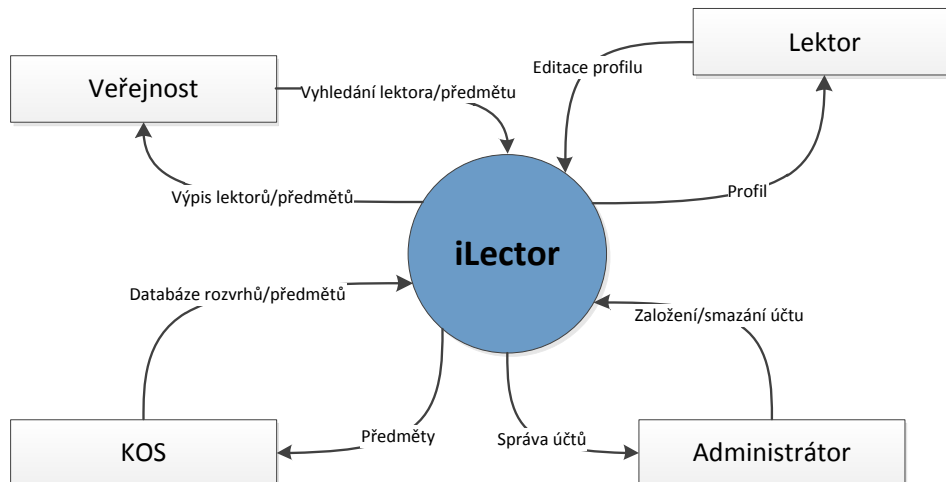 Lektor
Editace profilu
Veřejnost
Vyhledání lektora/předmětu
Výpis lektorů/předmětů
Profil
iLector
Databáze rozvrhů/předmětů
Založení/smazání účtu
Předměty
Správa účtů
KOS
Administrátor